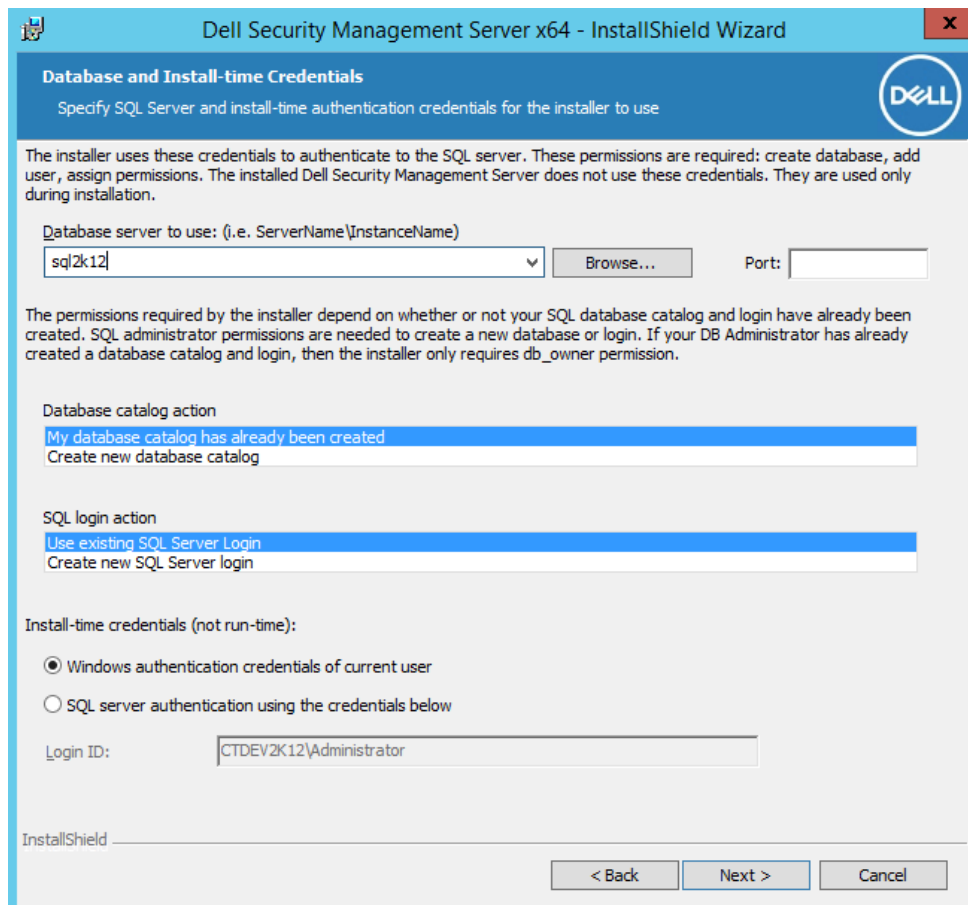 Dell Security Management Server x64 - InstallShield Wizard
x
Database and Install-time Credentials
Specify SQL Server and install-time authentication credentials for the installer to use
DELL
The installer uses these credentials to authenticate to the SQL server. These permissions are required: create database, add
user, assign permissions. The installed Dell Security Management Server does not use these credentials. They are used only
during installation.
Database server to use: (i.e. ServerName\InstanceName)
sql2k12
Browse...
Port:
The permissions required by the installer depend on whether or not your SQL database catalog and login have already been
created. SQL administrator permissions are needed to create a new database or login. If your DB Administrator has already
created a database catalog and login, then the installer only requires db_owner permission.
Database catalog action
My database catalog has already been created
Create new database catalog
SQL login action
Use existing SQL Server Login
Create new SQL Server login
Install-time credentials (not run-time):
Windows authentication credentials of current user
SQL server authentication using the credentials below
Login ID:
CTDEV2K12\Administrator
InstallShield
< Back
Next >
Cancel